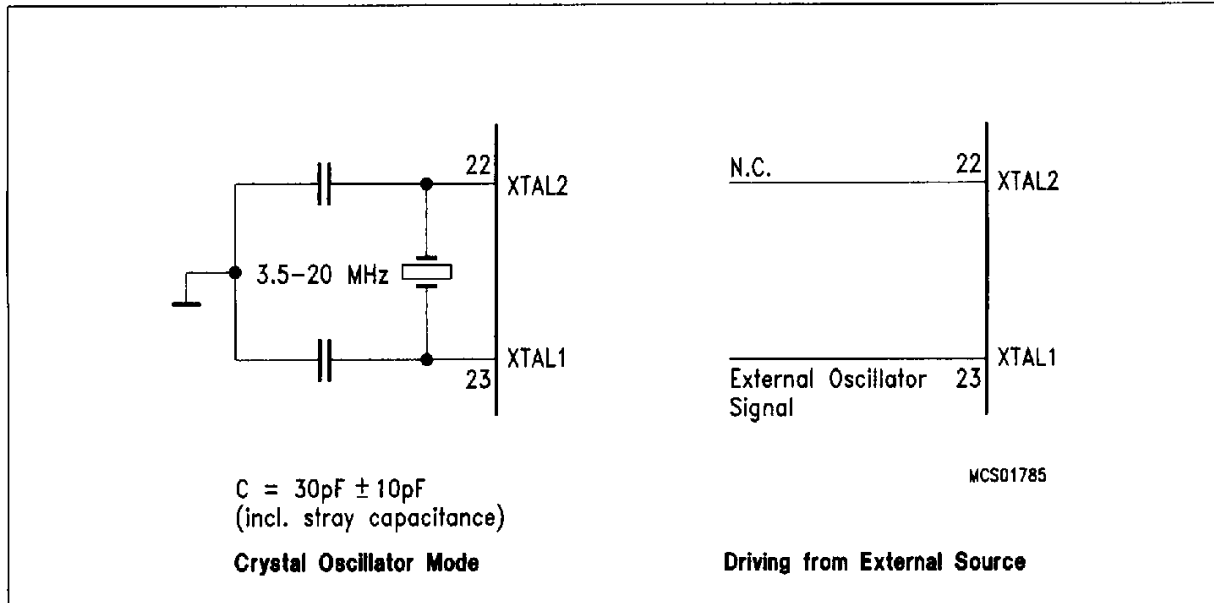 22
XTAL2
3.5-20 MHz
XTAL1
23
C = 30pF ± 10pF
(incl. stray capacitance)
Crystal Oscillator Mode
N.C.
22
XTAL2
XTAL1
External Oscillator 23
Signal
MCS01785
Driving from External Source